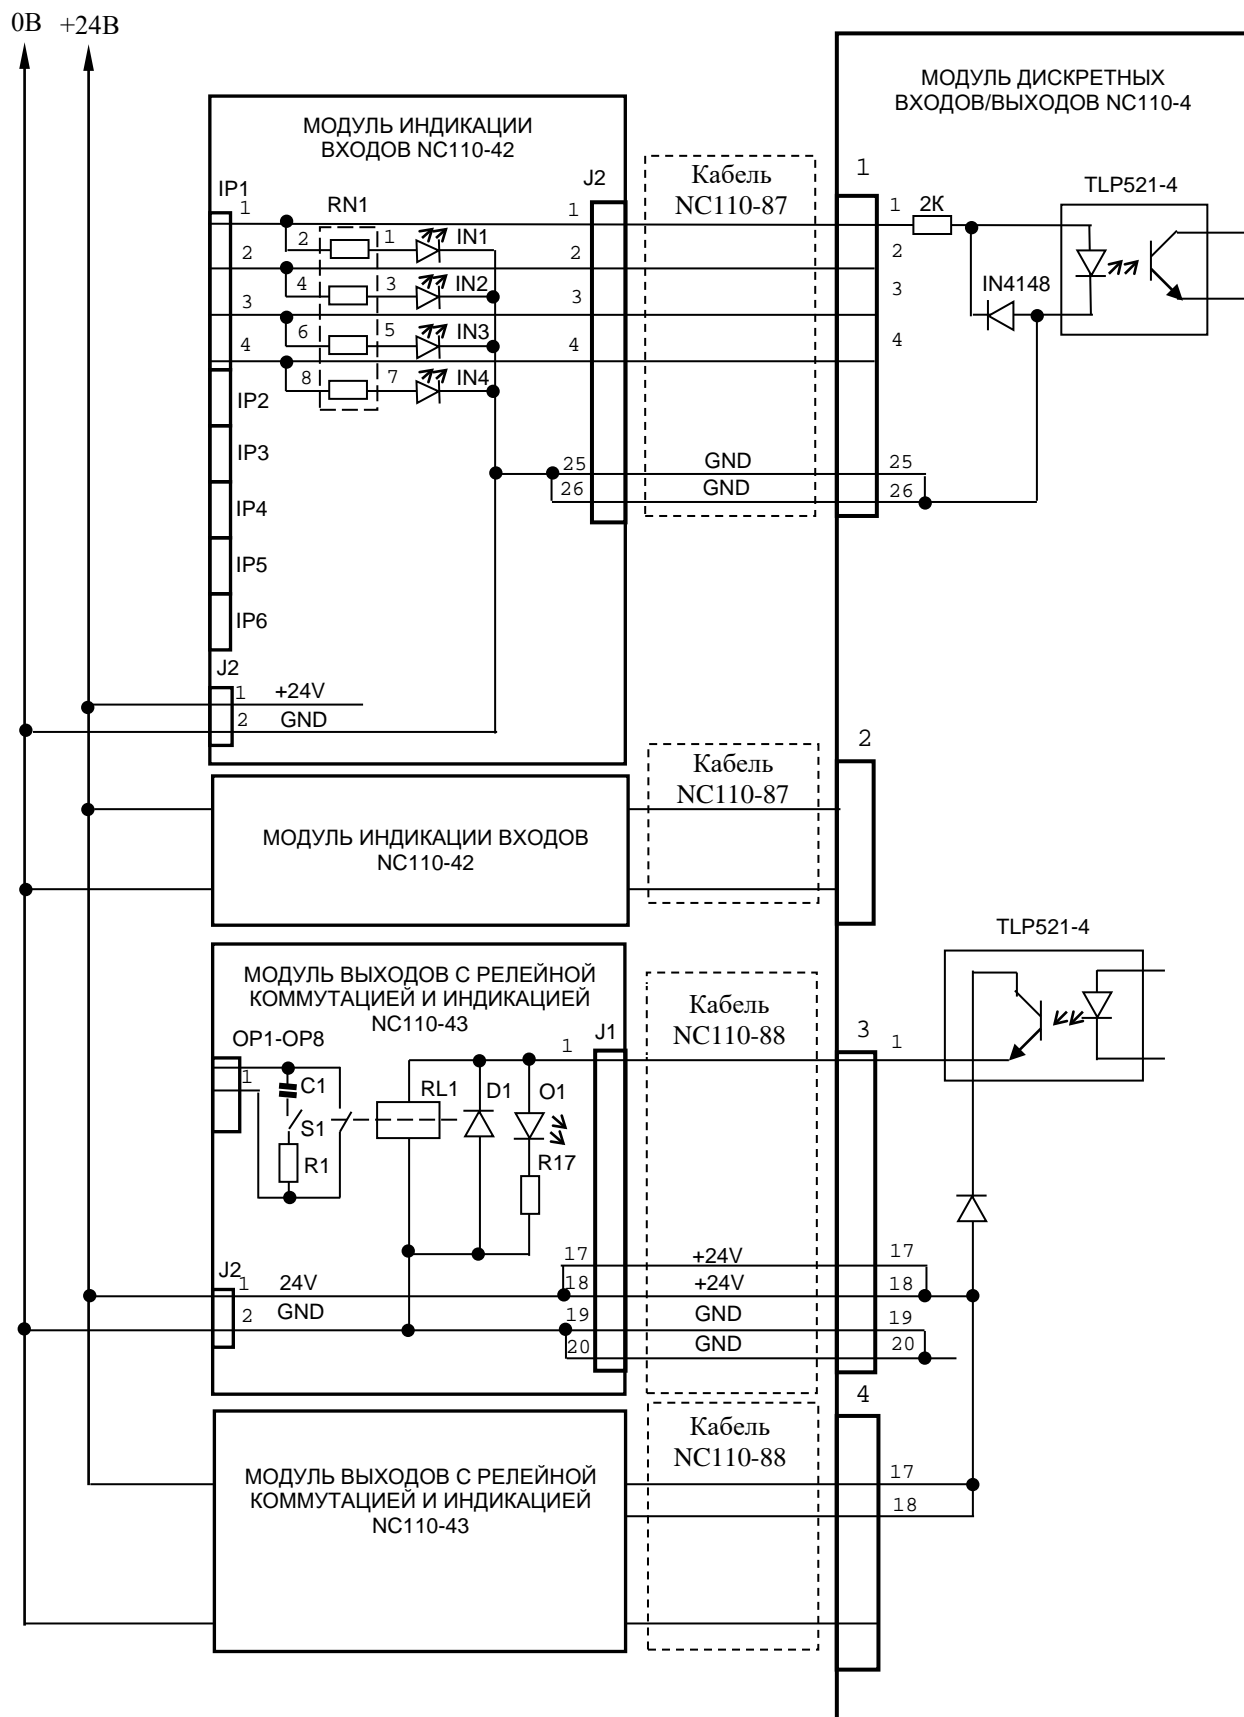 0В +24В
МОДУЛЬ ДИСКРЕТНЫХ
ВХОДОВ/ВЫХОДОВ NC110-4
МОДУЛЬ ИНДИКАЦИИ
ВХОДОВ NC110-42
IP1
RN1
J2
Кабель
NC110-87
1
TLP521-4
1
1
1
2К
2
1
IN1
2
2
2
4
3
IN2
IN4148
3
3
3
6
5
IN3
4
4
4
8
7
IN4
IP2
IP3
25
GND
25
26
GND
26
IP4
IP5
IP6
J2
1
+24V
2
GND
2
Кабель
NC110-87
МОДУЛЬ ИНДИКАЦИИ ВХОДОВ
NC110-42
TLP521-4
МОДУЛЬ ВЫХОДОВ С РЕЛЕЙНОЙ
КОММУТАЦИЕЙ И ИНДИКАЦИЕЙ
NC110-43
Кабель
NC110-88
OP1-OP8
J1
3
1
1
1
C1
RL1
D1
O1
S1
R1
R17
17
+24V
17
J2
1
24V
18
+24V
18
2
GND
19
GND
19
20
GND
20
4
Кабель
NC110-88
МОДУЛЬ ВЫХОДОВ С РЕЛЕЙНОЙ
КОММУТАЦИЕЙ И ИНДИКАЦИЕЙ
NC110-43
17
18